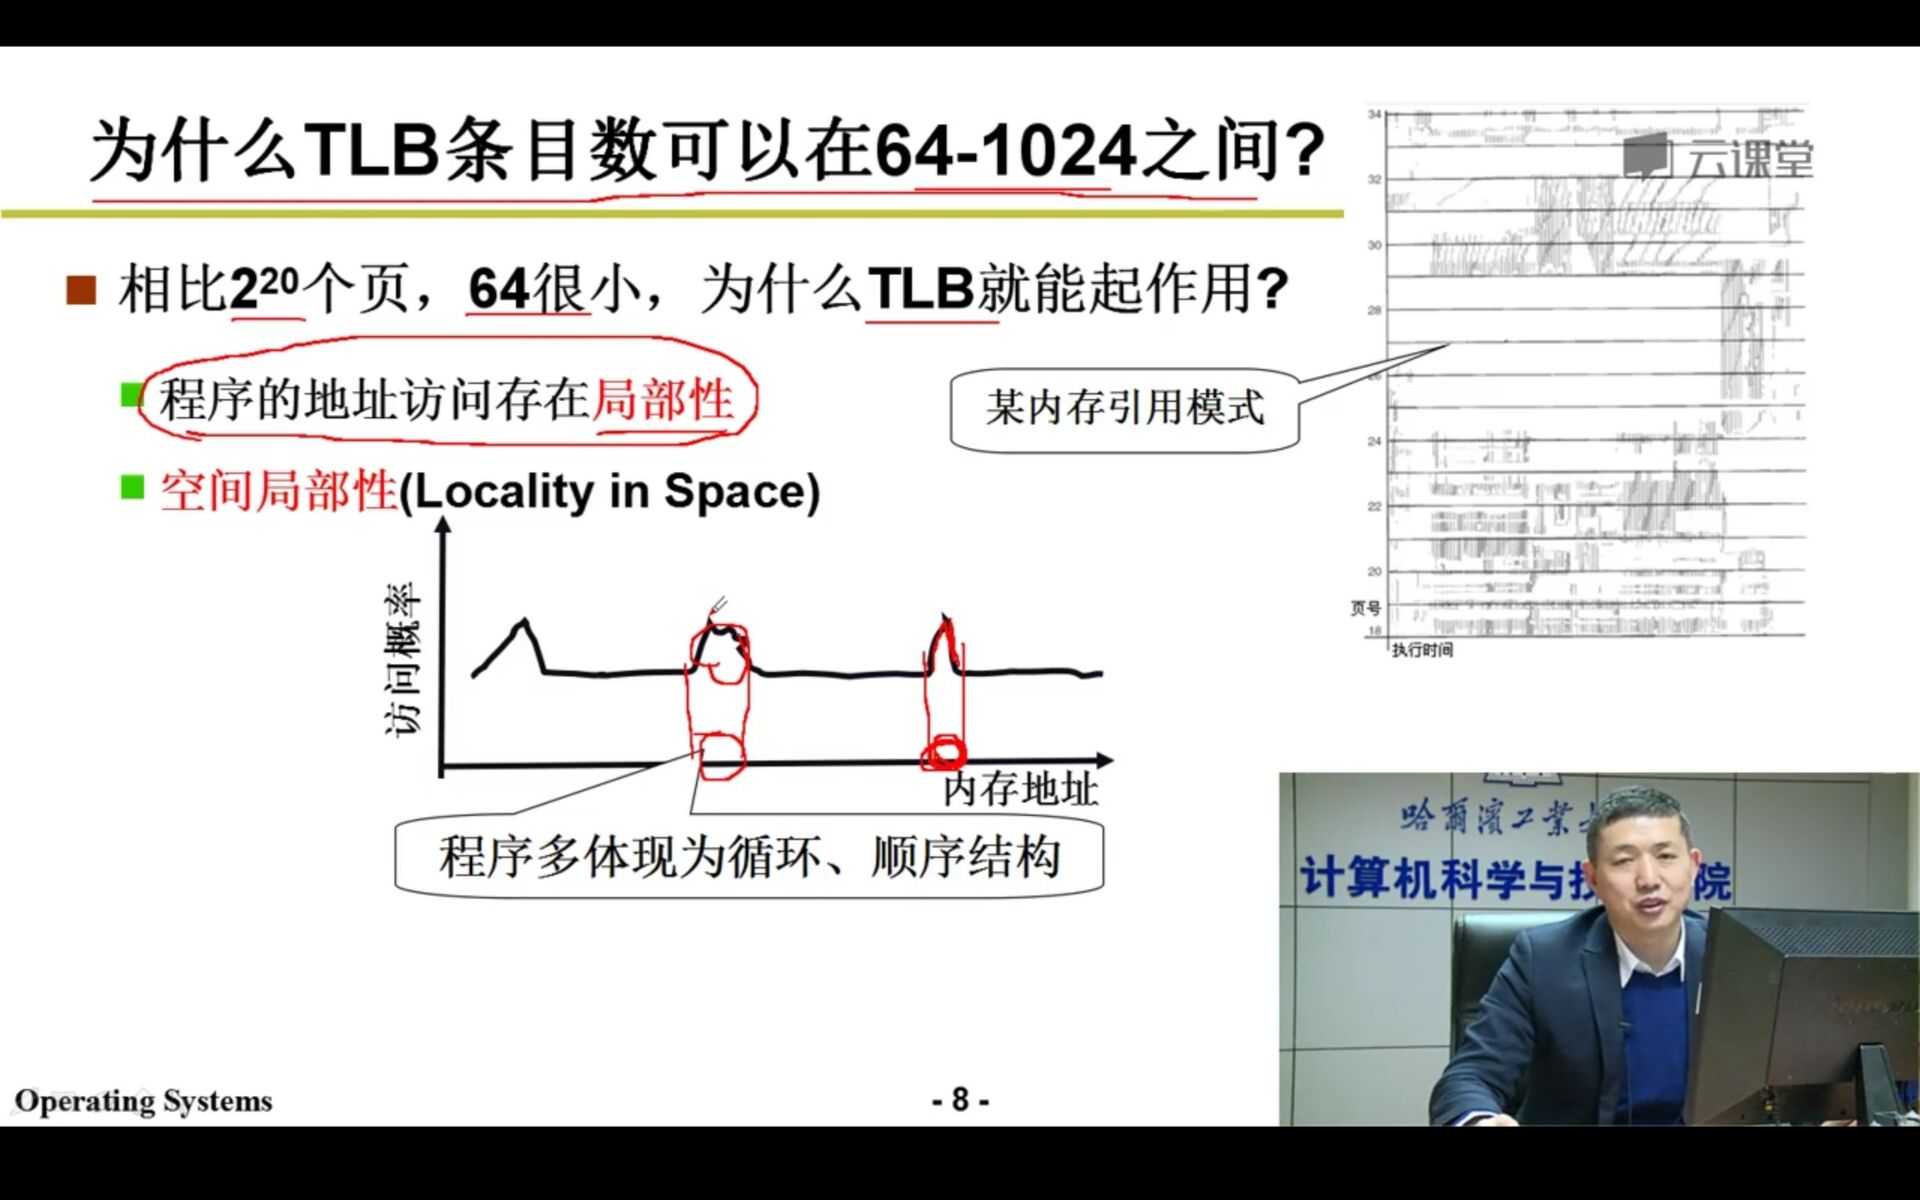 为什么TLB条目数可以在64-1024之间?
相比2²⁰个页，64很小，为什么TLB就能起作用?
程序的地址访问存在局部性
空间局部性(Locality in Space)
访问概率
内存地址
程序多体现为循环、顺序结构
某内存引用模式
云课堂
34
32
30
28
26
24
22
20
页号
18
执行时间
哈尔滨工业
计算机科学与技 院
Operating Systems
- 8 -